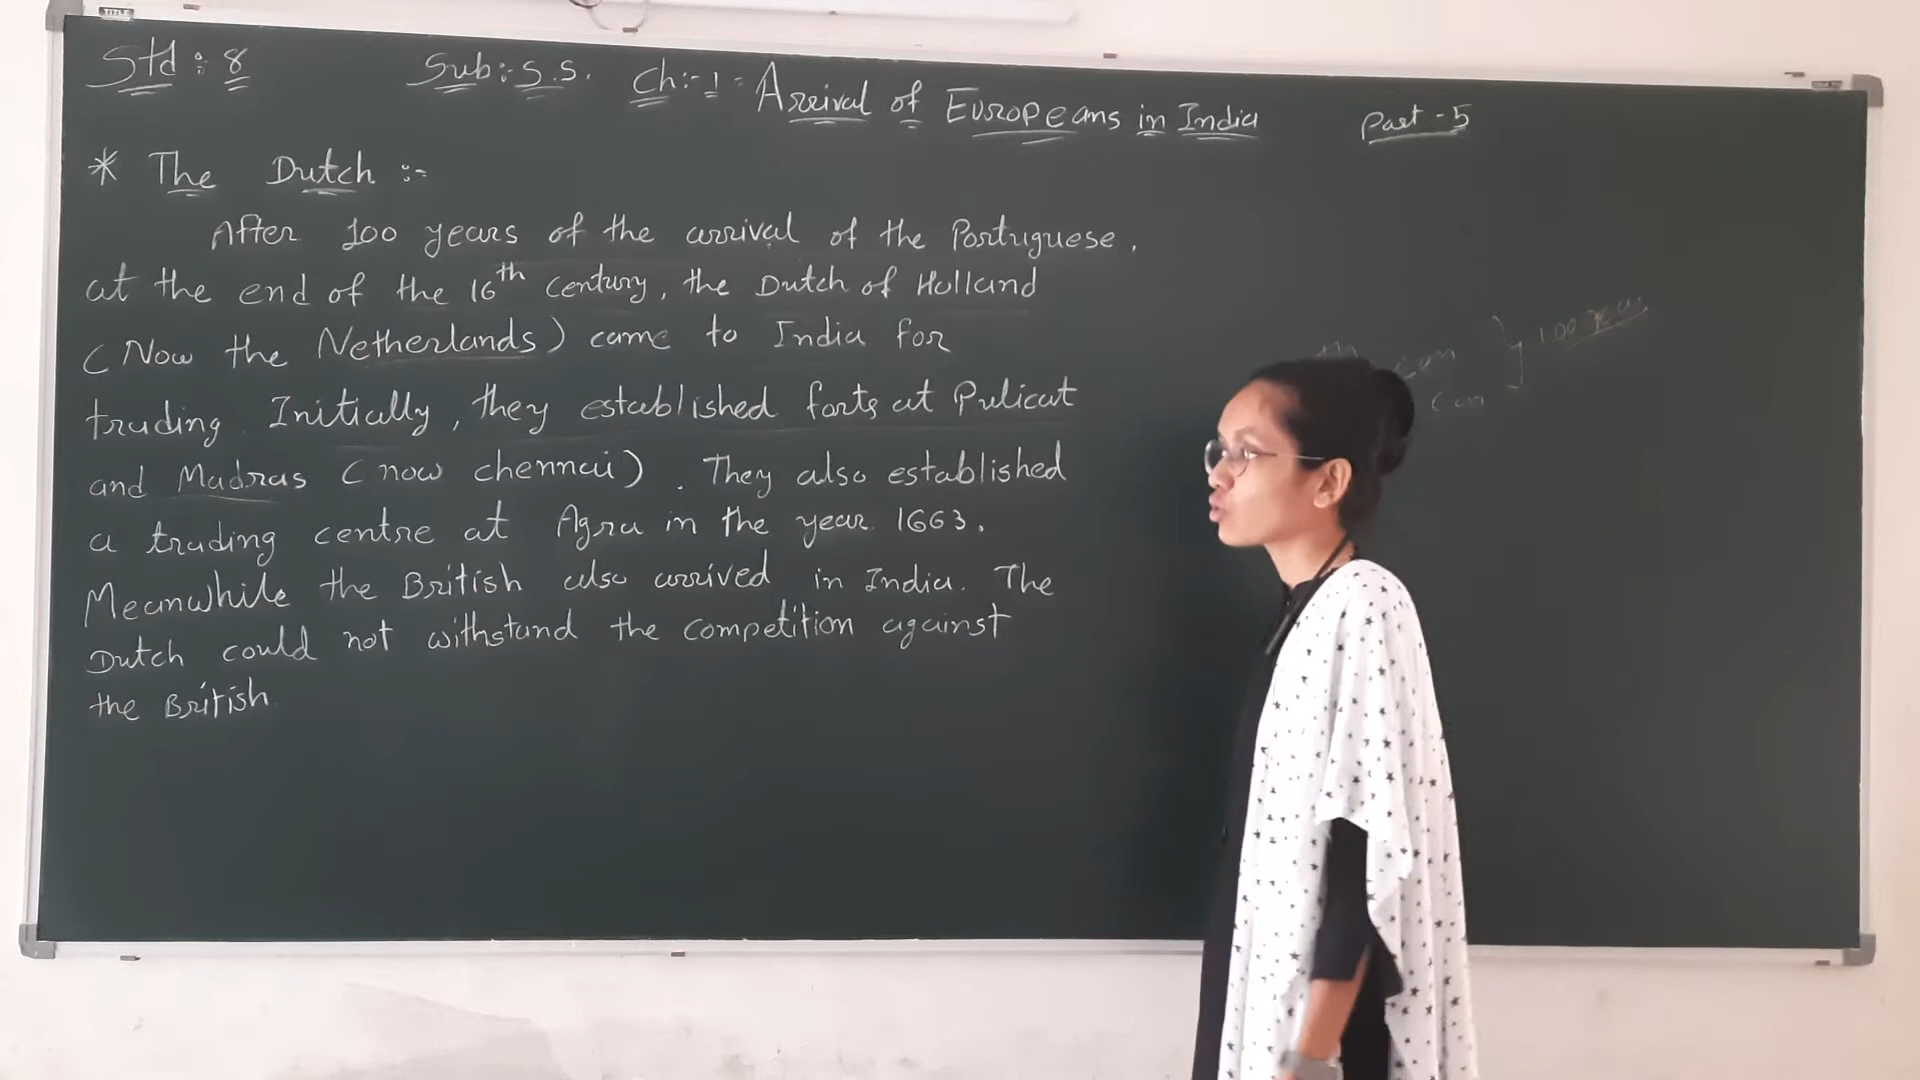 Std : 8 Sub :- S.S. Ch :- 1 : Arrival of Europeans in India Part - 5
* The Dutch :-
After 100 years of the arrival of the Portuguese,
at the end of the 16th century, the Dutch of Holland
(Now the Netherlands) came to India for
trading. Initially, they established forts at Pulicat
and Madras (now chennai). They also established
a trading centre at Agra in the year 1663.
Meanwhile the British also arrived in India. The
Dutch could not withstand the competition against
the British.
100 years